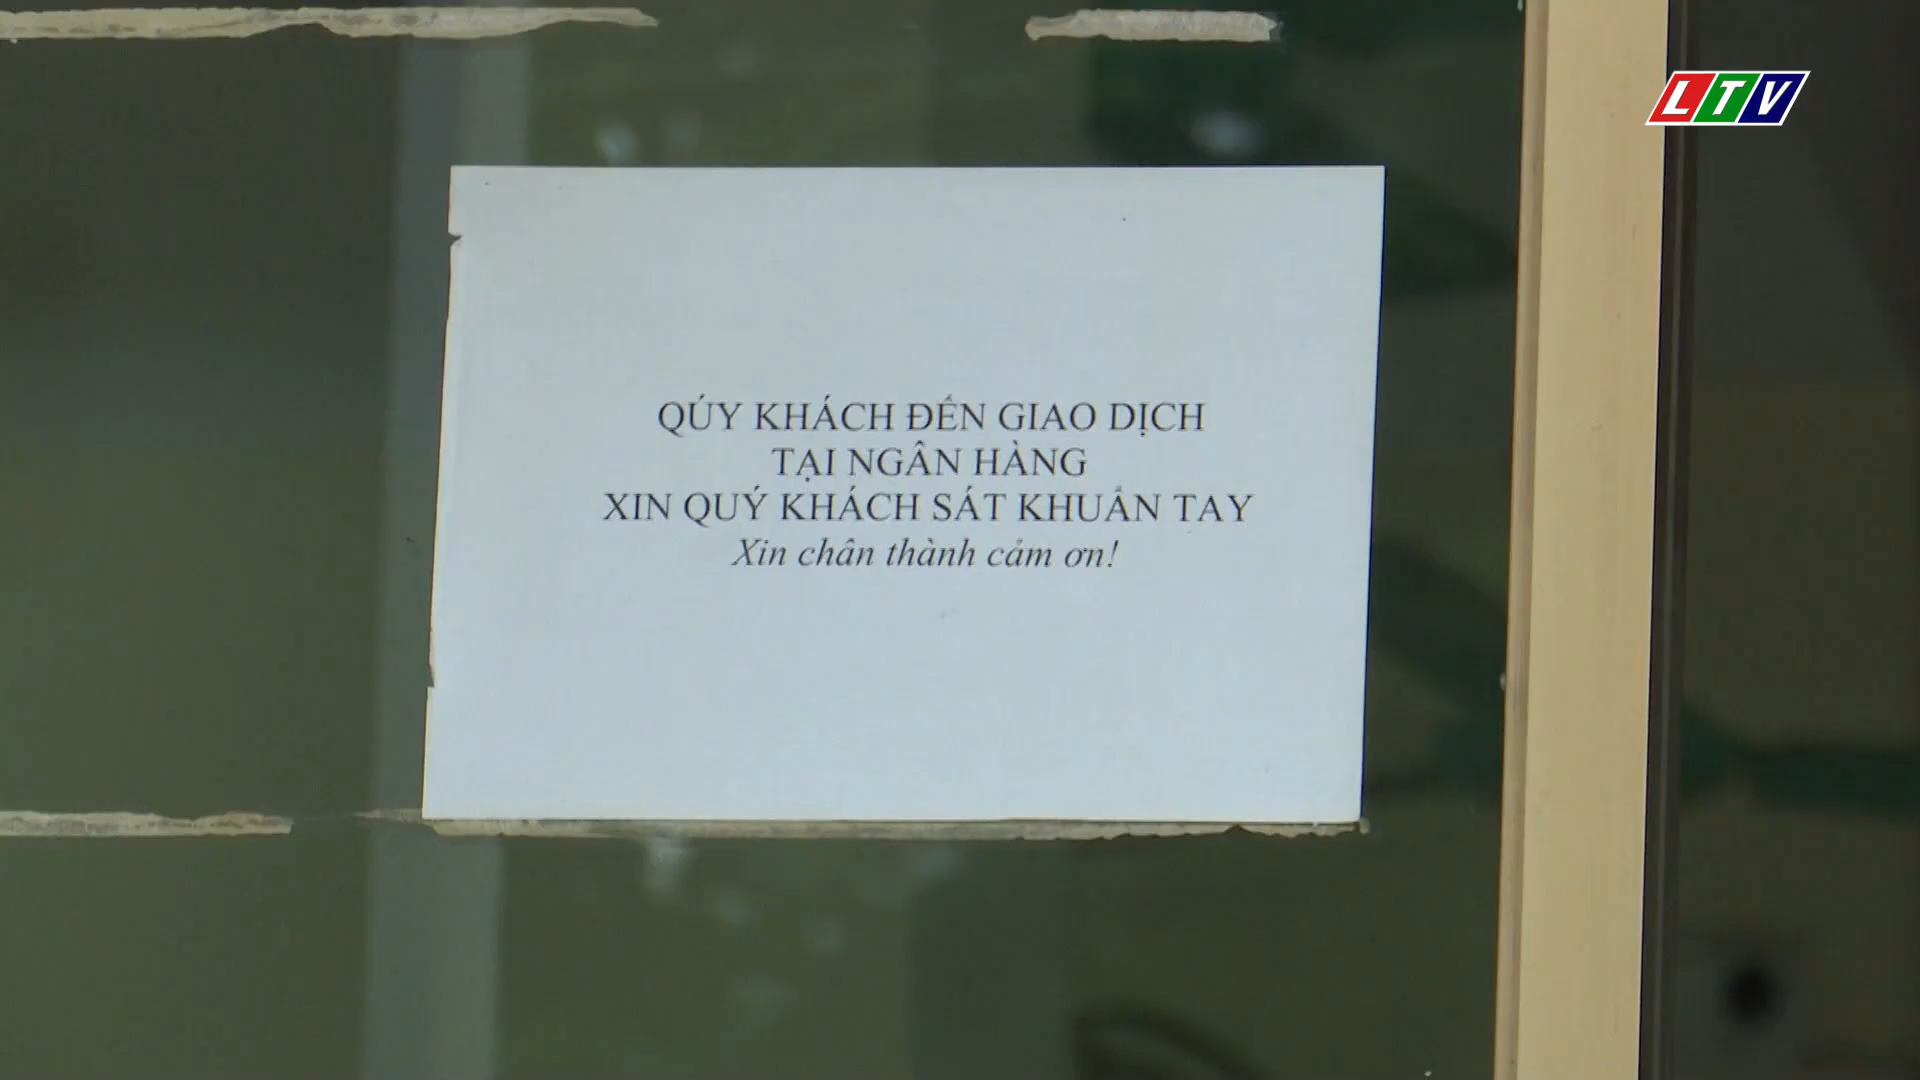 LTV
QÚY KHÁCH ĐẾN GIAO DỊCH
TẠI NGÂN HÀNG
XIN QUÝ KHÁCH SÁT KHUẨN TAY
Xin chân thành cảm ơn!